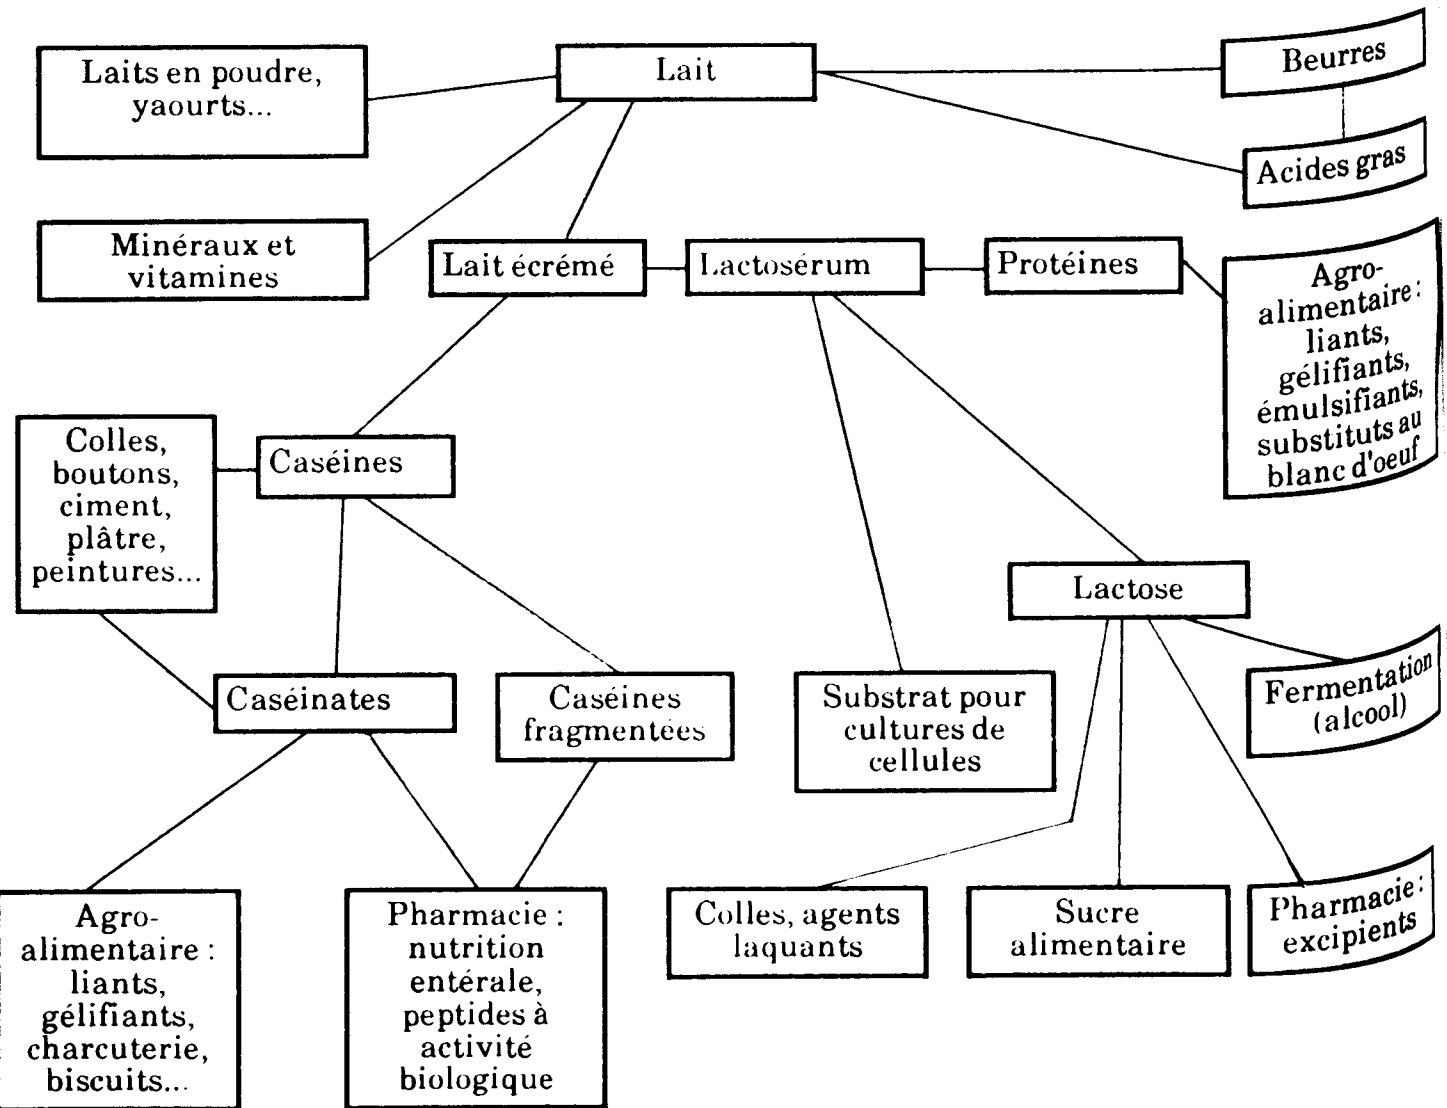 Laits en poudre,
yaourts...
Lait
Beurres
Acides gras
Minéraux et
vitamines
Lait écrémé
Lactosérum
Protéines
Agro-
alimentaire :
liants,
gélifiants,
émulsifiants,
substituts au
blanc d'oeuf
Colles,
boutons,
ciment,
plâtre,
peintures...
Caséines
Lactose
Caséinates
Caséines
fragmentées
Substrat pour
cultures de
cellules
Fermentation
(alcool)
Agro-
alimentaire :
liants,
gélifiants,
charcuterie,
biscuits...
Pharmacie :
nutrition
entérale,
peptides à
activité
biologique
Colles, agents
laquants
Sucre
alimentaire
Pharmacie :
excipients